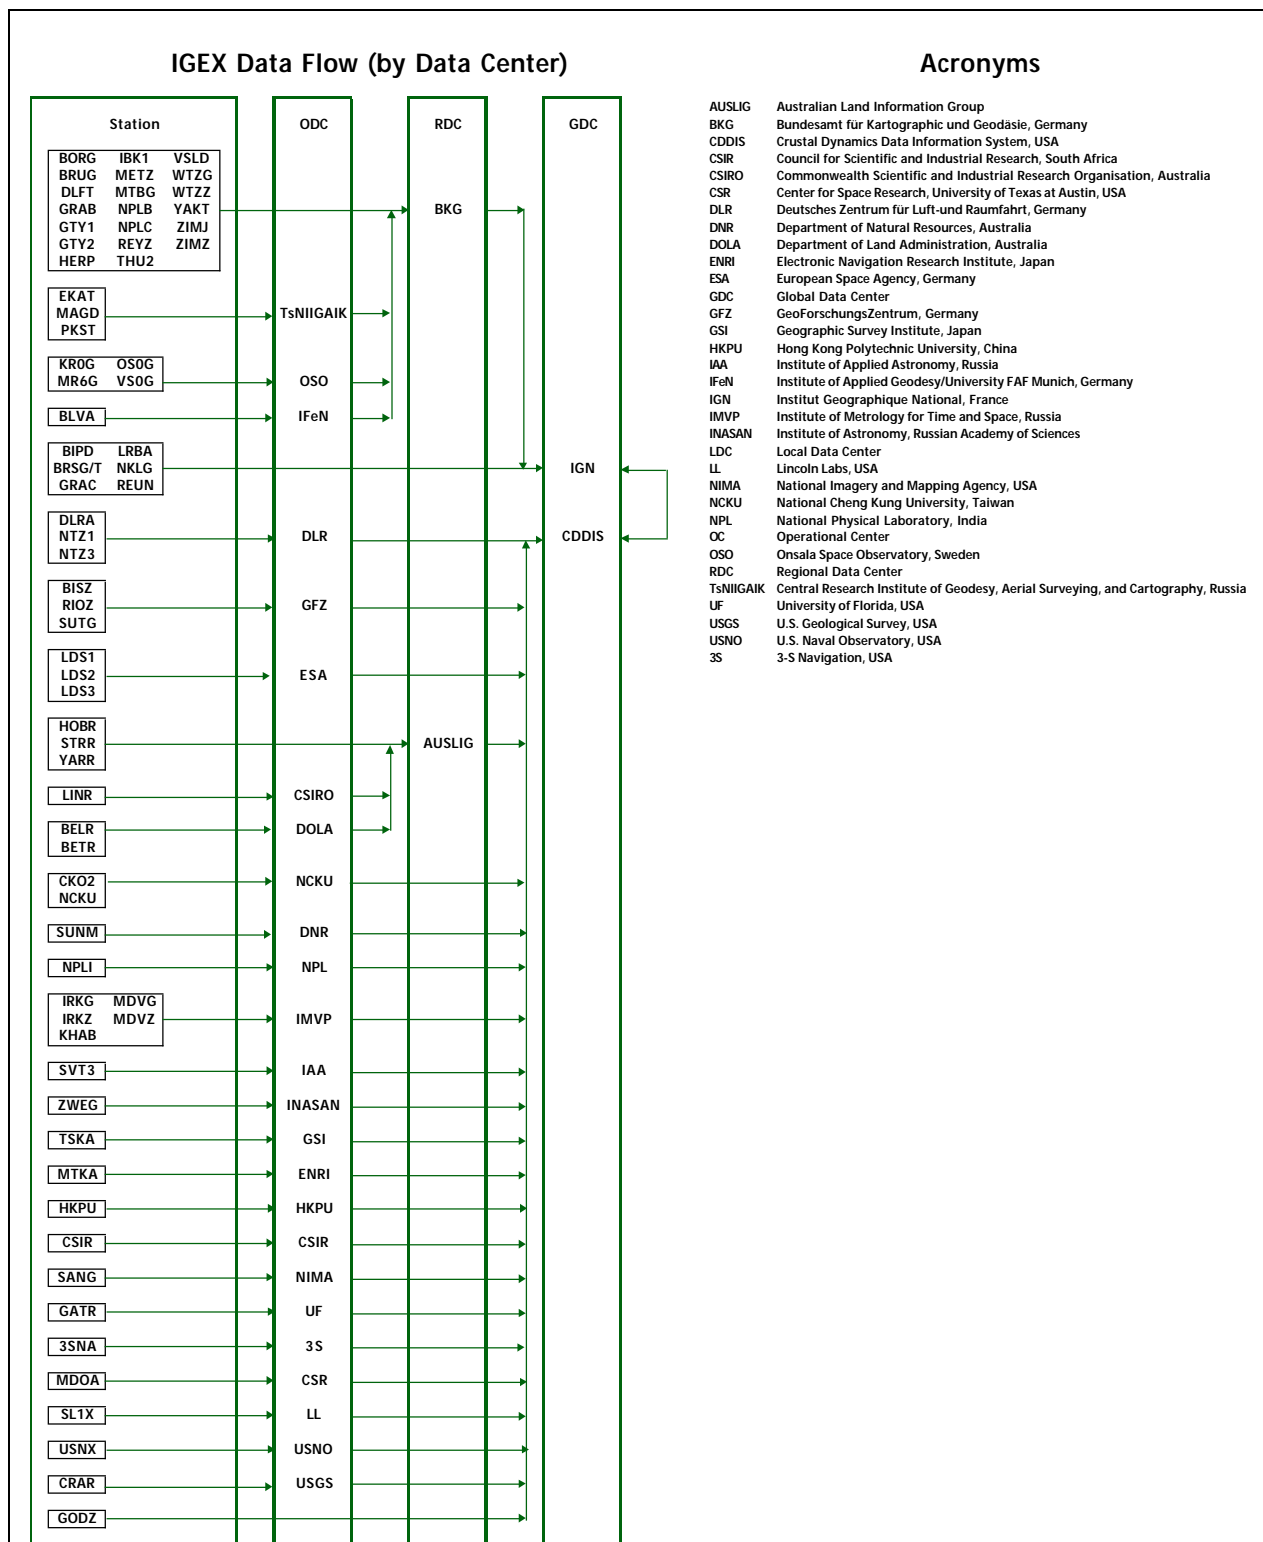 IGEX Data Flow (by Data Center)
Station ODC RDC GDC
BORG IBK1 VSLD
BRUG METZ WTZG
DLFT MTBG WTZZ
GRAB NPLB YAKT
BKG
GTY1 NPLC ZIMJ
GTY2 REYZ ZIMZ
HERP THU2
EKAT
MAGD TsNIIGAIK
PKST
KR0G OS0G
MR6G VS0G OSO
BLVA IFeN
BIPD LRBA
BRSG/T NKLG IGN
GRAC REUN
DLRA
NTZ1 DLR CDDIS
NTZ3
BISZ
RIOZ GFZ
SUTG
LDS1
LDS2 ESA
LDS3
HOBR
STRR AUSLIG
YARR
LINR CSIRO
BELR DOLA
BETR
CKO2 NCKU
NCKU
SUNM DNR
NPLI NPL
IRKG MDVG
IRKZ MDVZ IMVP
KHAB
SVT3 IAA
ZWEG INASAN
TSKA GSI
MTKA ENRI
HKPU HKPU
CSIR CSIR
SANG NIMA
GATR UF
3SNA 3S
MDOA CSR
SL1X LL
USNX USNO
CRAR USGS
GODZ
Acronyms
AUSLIG Australian Land Information Group
BKG Bundesamt für Kartographic und Geodäsie, Germany
CDDIS Crustal Dynamics Data Information System, USA
CSIR Council for Scientific and Industrial Research, South Africa
CSIRO Commonwealth Scientific and Industrial Research Organisation, Australia
CSR Center for Space Research, University of Texas at Austin, USA
DLR Deutsches Zentrum für Luft-und Raumfahrt, Germany
DNR Department of Natural Resources, Australia
DOLA Department of Land Administration, Australia
ENRI Electronic Navigation Research Institute, Japan
ESA European Space Agency, Germany
GDC Global Data Center
GFZ GeoForschungsZentrum, Germany
GSI Geographic Survey Institute, Japan
HKPU Hong Kong Polytechnic University, China
IAA Institute of Applied Astronomy, Russia
IFeN Institute of Applied Geodesy/University FAF Munich, Germany
IGN Institut Geographique National, France
IMVP Institute of Metrology for Time and Space, Russia
INASAN Institute of Astronomy, Russian Academy of Sciences
LDC Local Data Center
LL Lincoln Labs, USA
NIMA National Imagery and Mapping Agency, USA
NCKU National Cheng Kung University, Taiwan
NPL National Physical Laboratory, India
OC Operational Center
OSO Onsala Space Observatory, Sweden
RDC Regional Data Center
TsNIIGAIK Central Research Institute of Geodesy, Aerial Surveying, and Cartography, Russia
UF University of Florida, USA
USGS U.S. Geological Survey, USA
USNO U.S. Naval Observatory, USA
3S 3-S Navigation, USA